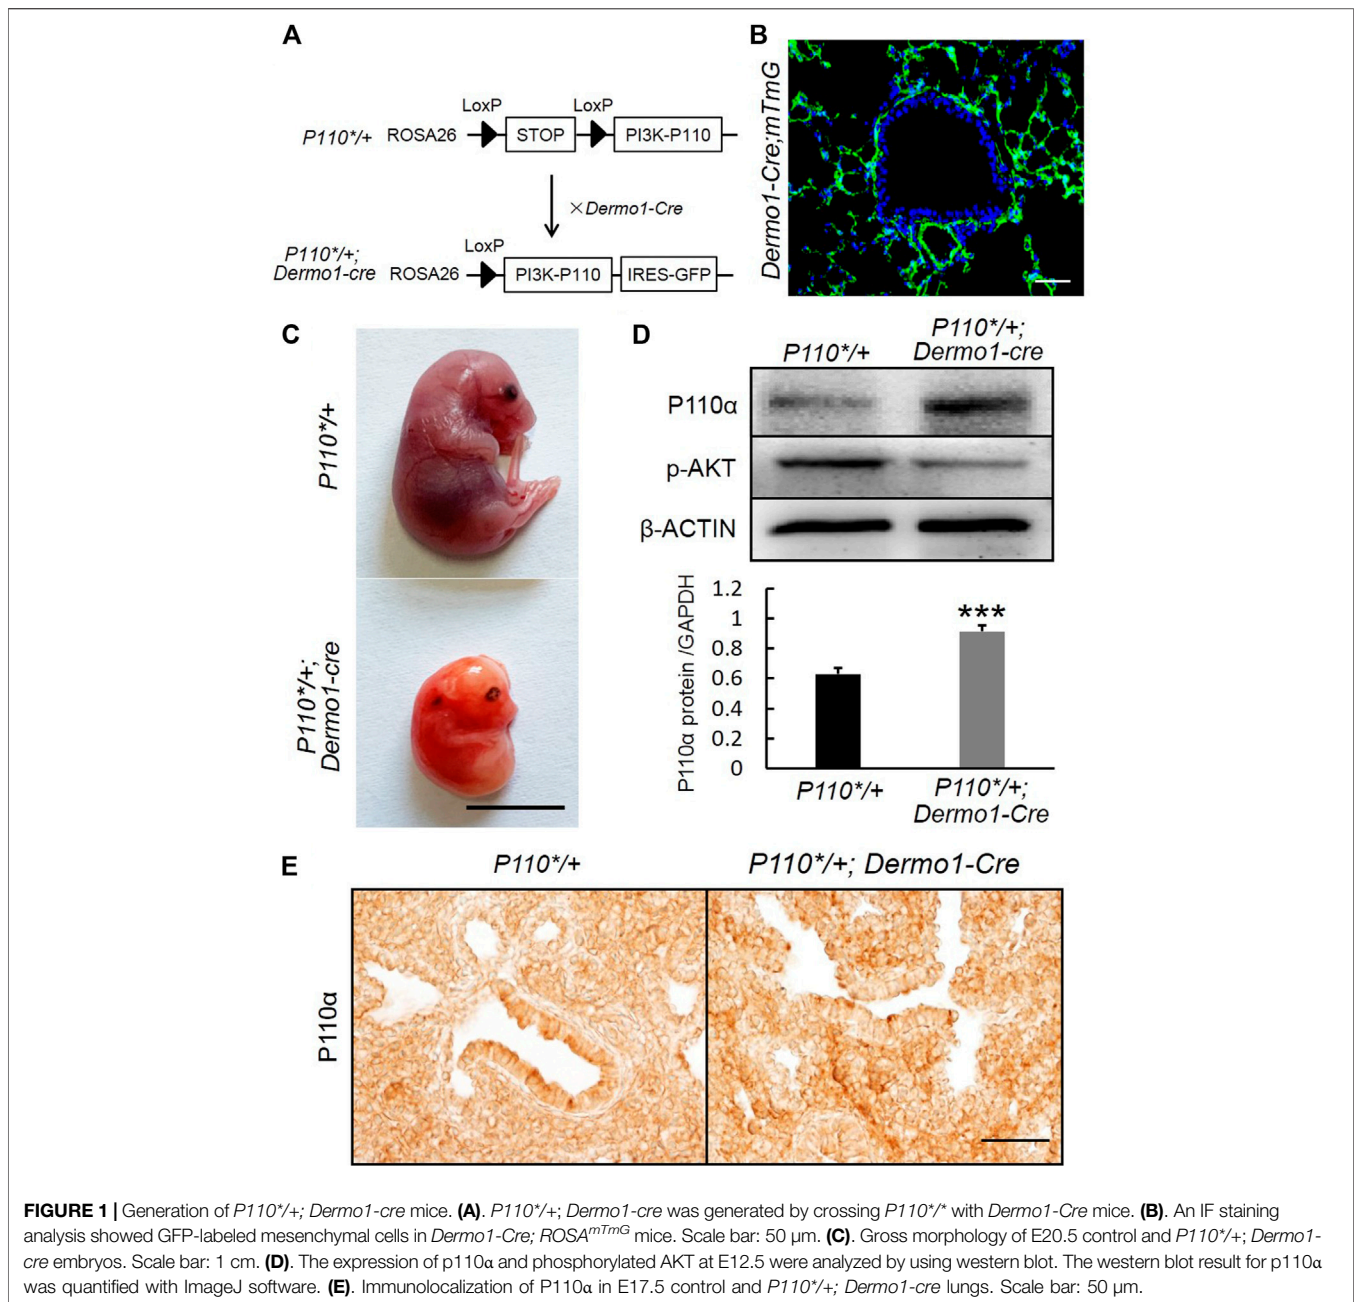 A
LoxP
LoxP
P110*/+
ROSA26
STOP
PI3K-P110
×Dermo1-Cre
P110*/+;
Dermo1-cre
LoxP
ROSA26
PI3K-P110
IRES-GFP
B
Dermo1-Cre;mTmG
C
P110*/+
P110*/+;
Dermo1-cre
D
P110*/+
P110*/+;
Dermo1-cre
P110α
p-AKT
β-ACTIN
P110α protein /GAPDH
1.2
1
0.8
0.6
0.4
0.2
0
***
P110*/+
P110*/+;
Dermo1-Cre
E
P110*/+
P110*/+; Dermo1-Cre
P110α
FIGURE 1 | Generation of P110*/+; Dermo1-cre mice. (A). P110*/+; Dermo1-cre was generated by crossing P110*/* with Dermo1-Cre mice. (B). An IF staining
analysis showed GFP-labeled mesenchymal cells in Dermo1-Cre; ROSAmTmG mice. Scale bar: 50 μm. (C). Gross morphology of E20.5 control and P110*/+; Dermo1-
cre embryos. Scale bar: 1 cm. (D). The expression of p110α and phosphorylated AKT at E12.5 were analyzed by using western blot. The western blot result for p110α
was quantified with ImageJ software. (E). Immunolocalization of P110α in E17.5 control and P110*/+; Dermo1-cre lungs. Scale bar: 50 μm.